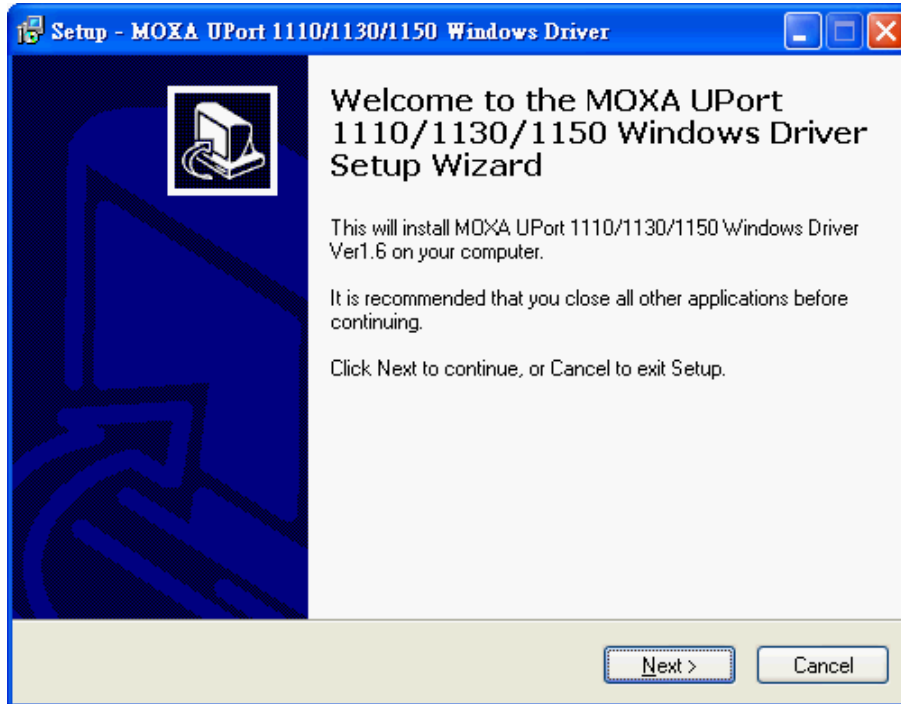 Setup - MOXA UPort 1110/1130/1150 Windows Driver
Welcome to the MOXA UPort
1110/1130/1150 Windows Driver
Setup Wizard
This will install MOXA UPort 1110/1130/1150 Windows Driver
Ver1.6 on your computer.
It is recommended that you close all other applications before
continuing.
Click Next to continue, or Cancel to exit Setup.
Next >
Cancel